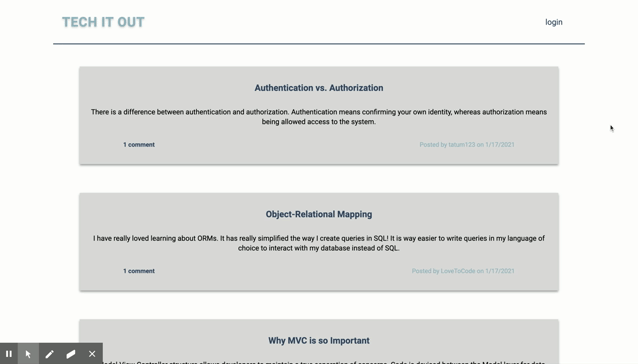 TECH IT OUT
login
Authentication vs. Authorization
There is a difference between authentication and authorization. Authentication means confirming your own identity, whereas authorization means
being allowed access to the system.
1 comment
Posted by tatum123 on 1/17/2021
Object-Relational Mapping
I have really loved learning about ORMs. It has really simplified the way I create queries in SQL! It is way easier to write queries in my language of
choice to interact with my database instead of SQL.
1 comment
Posted by LoveToCode on 1/17/2021
Why MVC is so Important